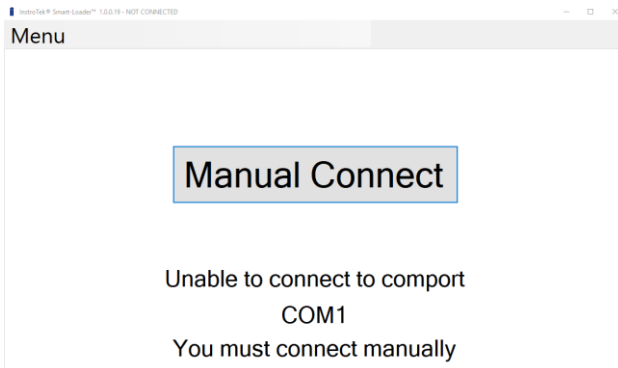 InstroTek® Smart-Loader™ 1.0.0.19 - NOT CONNECTED
Menu
Manual Connect
Unable to connect to comport
COM1
You must connect manually